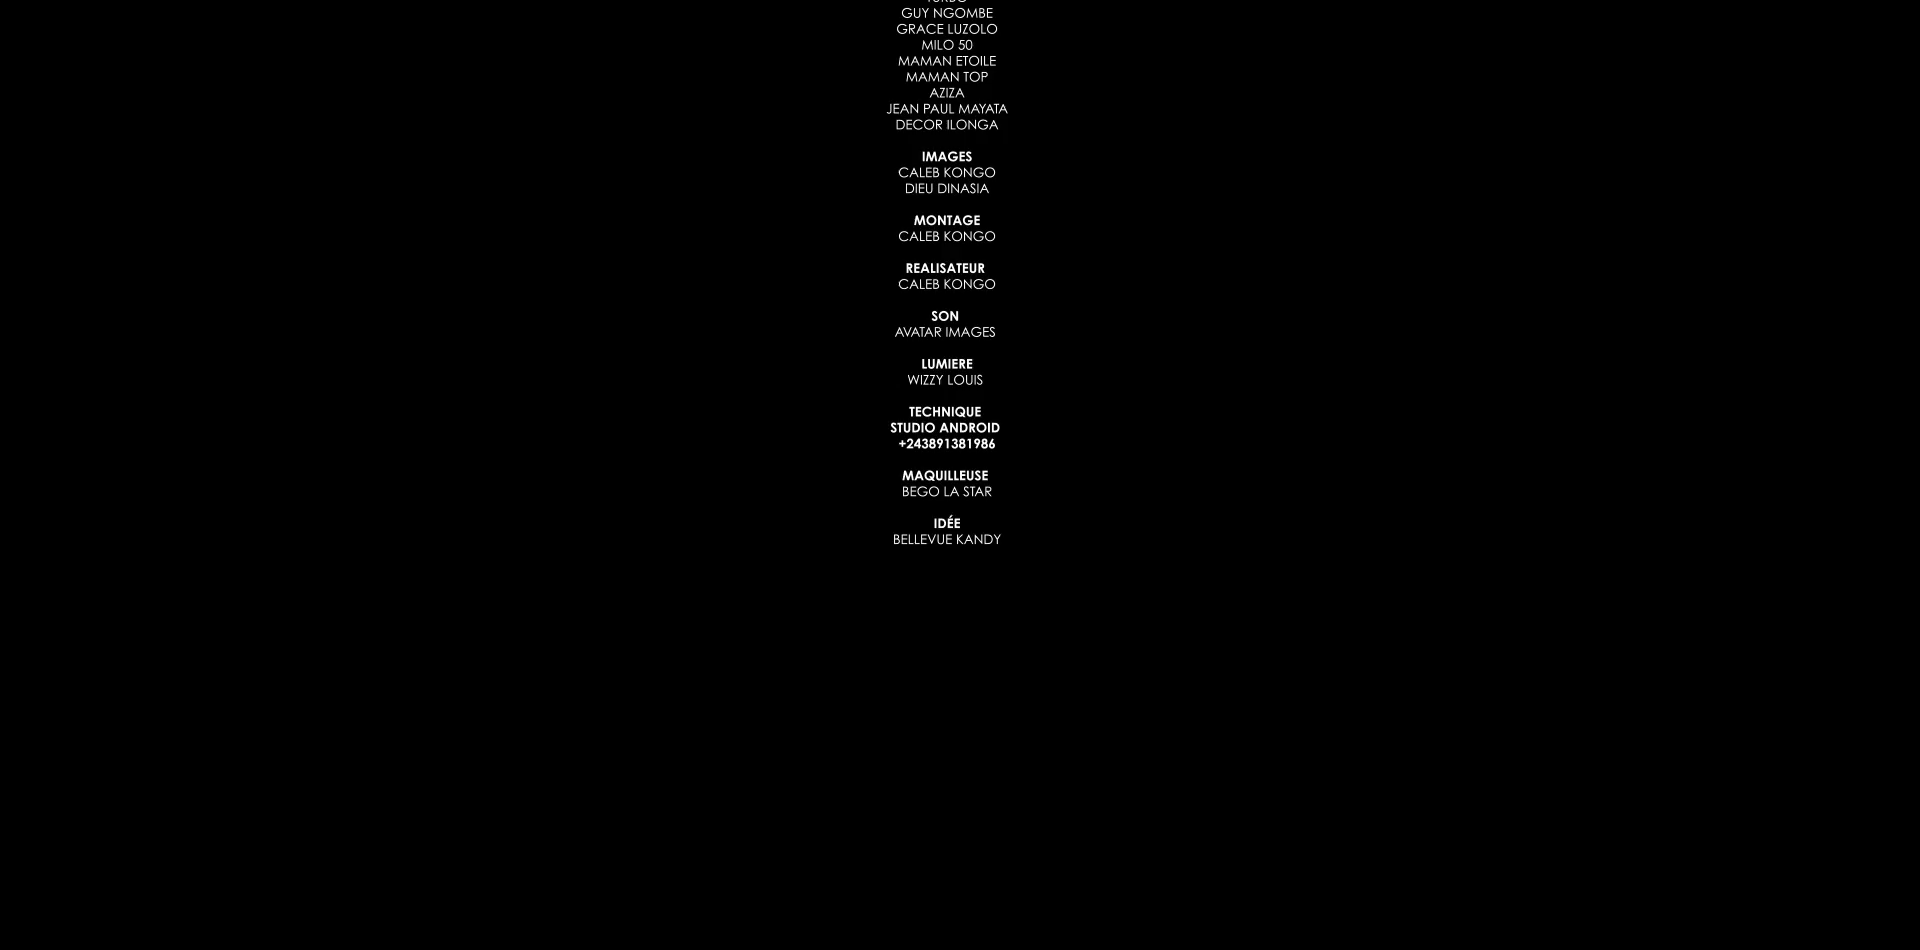 GUY NGOMBE
GRACE LUZOLO
MILO 50
MAMAN ETOILE
MAMAN TOP
AZIZA
JEAN PAUL MAYATA
DECOR ILONGA
IMAGES
CALEB KONGO
DIEU DINASIA
MONTAGE
CALEB KONGO
REALISATEUR
CALEB KONGO
SON
AVATAR IMAGES
LUMIERE
WIZZY LOUIS
TECHNIQUE
STUDIO ANDROID
+243891381986
MAQUILLEUSE
BEGO LA STAR
IDÉE
BELLEVUE KANDY